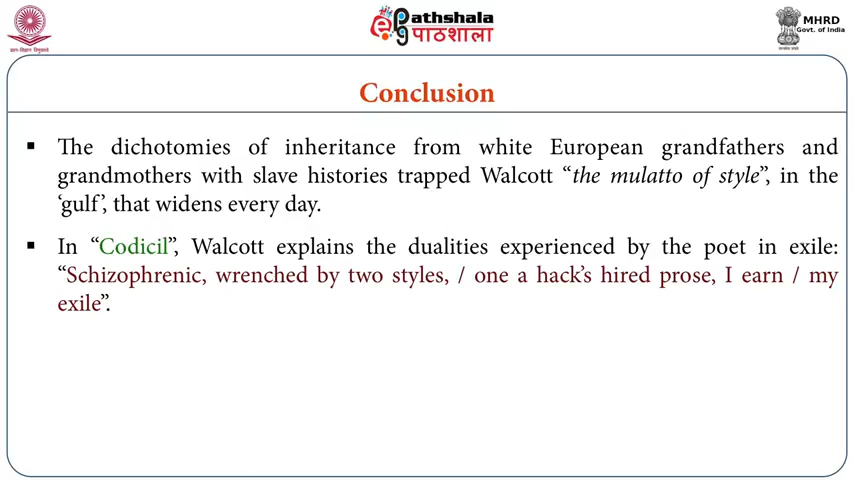 ePathshala
पाठशाला
MHRD
Govt. of India
ज्ञान-विज्ञान विमुक्तये
Conclusion
▪ The dichotomies of inheritance from white European grandfathers and
grandmothers with slave histories trapped Walcott “the mulatto of style”, in the
‘gulf’, that widens every day.
▪ In “Codicil”, Walcott explains the dualities experienced by the poet in exile:
“Schizophrenic, wrenched by two styles, / one a hack’s hired prose, I earn / my
exile”.